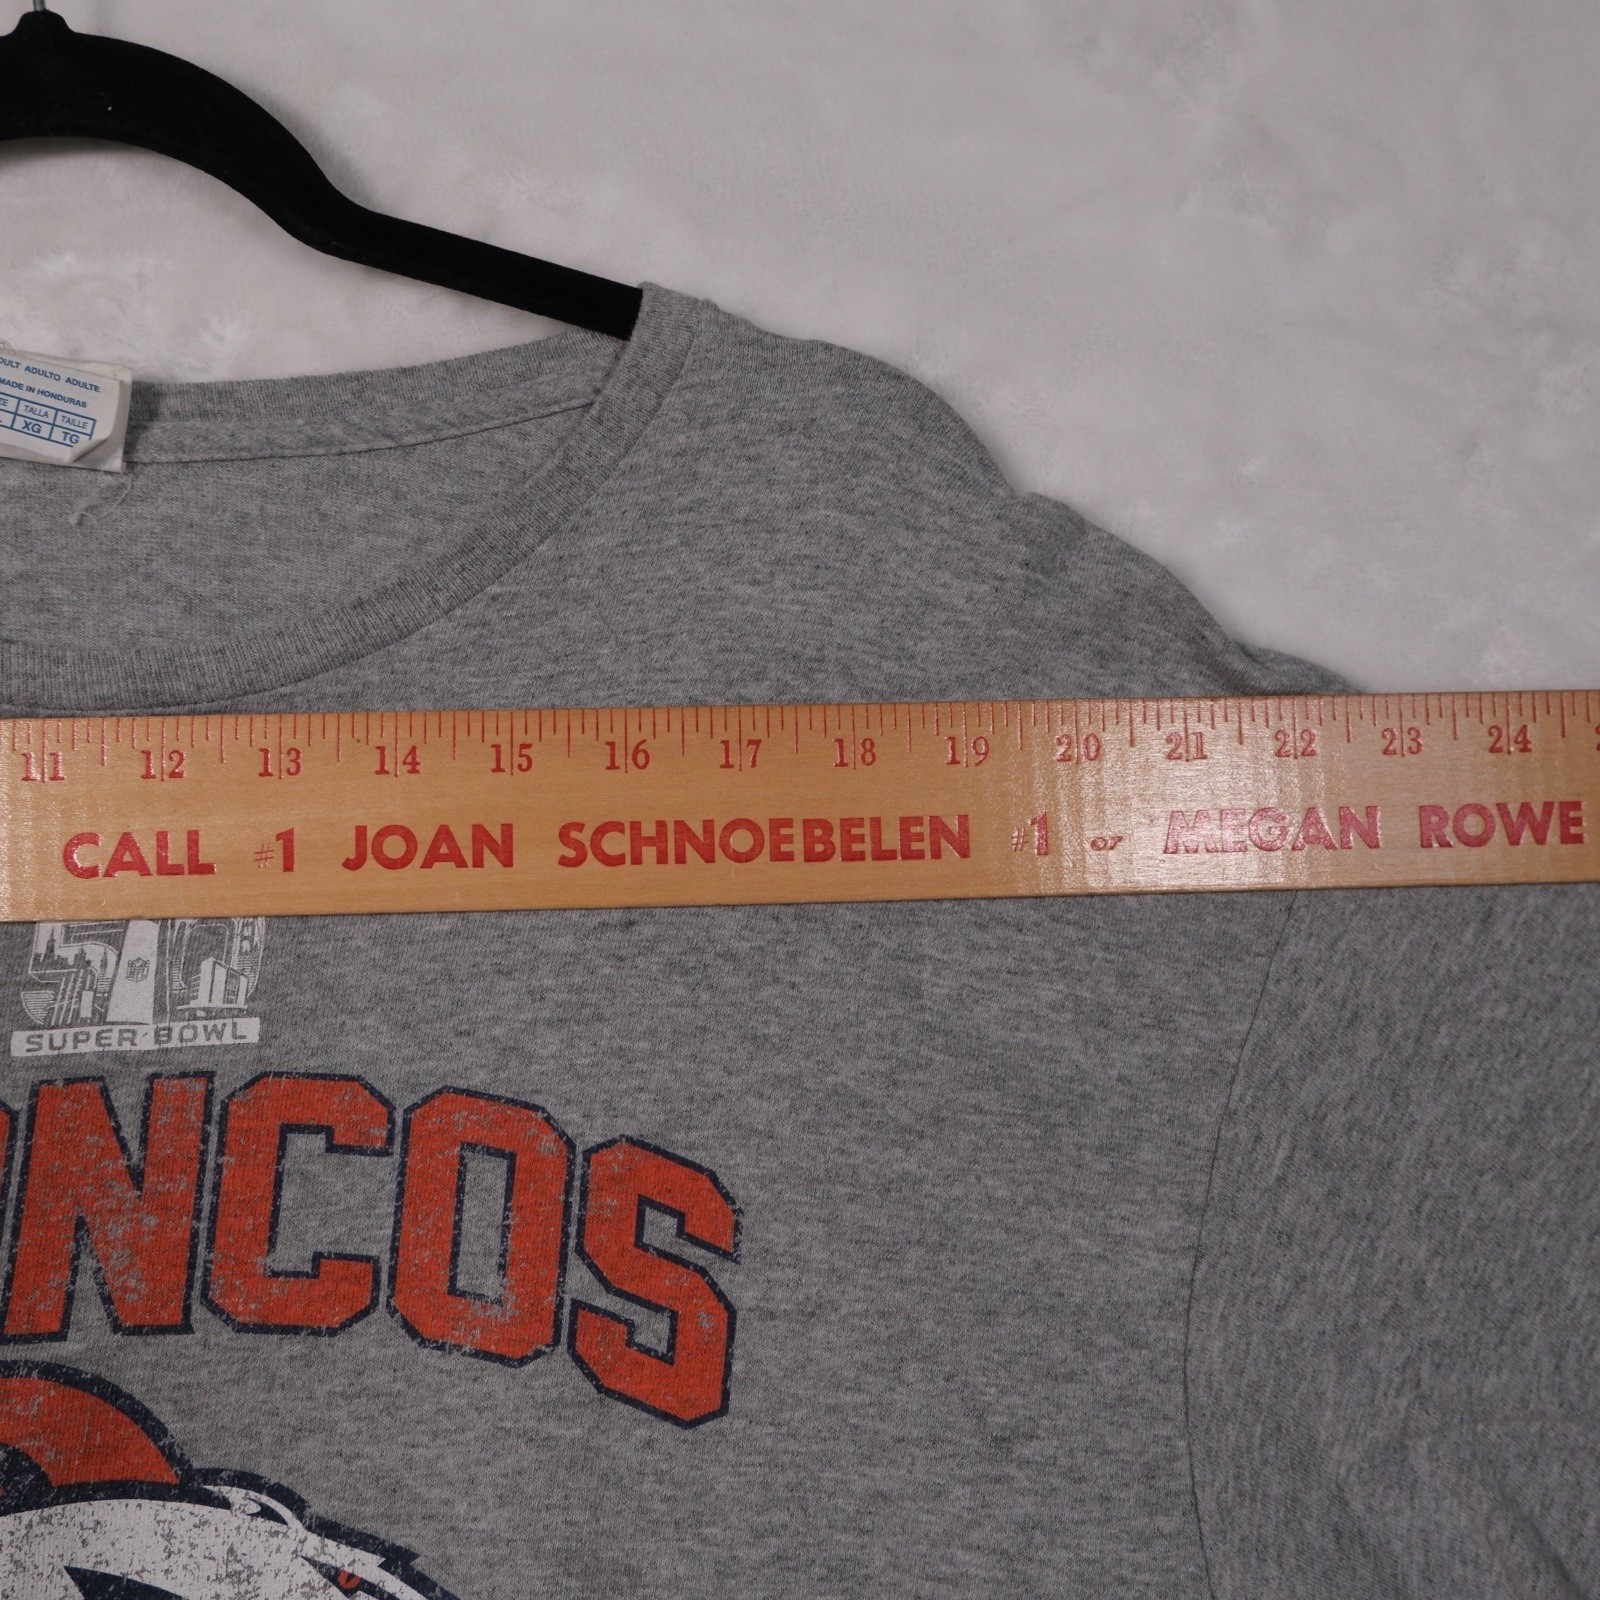 ADULTO ADULTE
MADE IN HONDURAS
TALLA TAILLE
XG TG
11 12 13 14 15 16 17 18 19 20 21 22 23 24
CALL #1 JOAN SCHNOEBELEN #1 or MEGAN ROWE
50
NFL
SUPER BOWL
NCOS